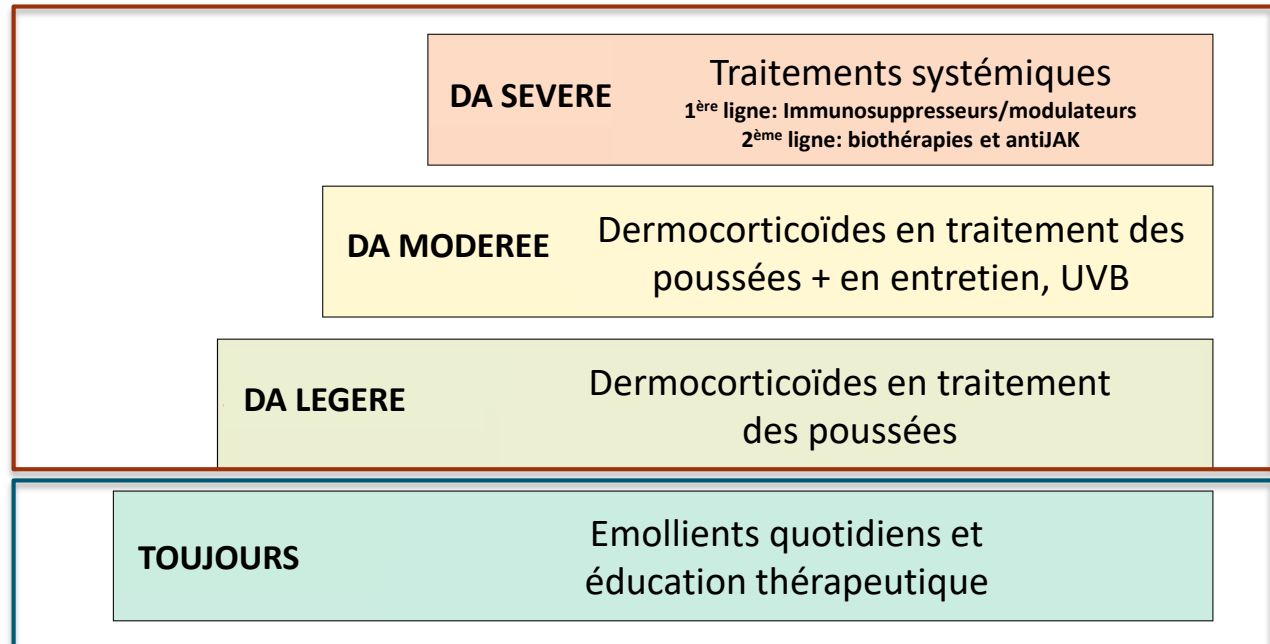 DA SEVERE
Traitements systémiques
1ère ligne: Immunosuppresseurs/modulateurs
2ème ligne: biothérapies et antiJAK
DA MODEREE
Dermocorticoïdes en traitement des
poussées + en entretien, UVB
DA LEGERE
Dermocorticoïdes en traitement
des poussées
TOUJOURS
Emollients quotidiens et
éducation thérapeutique